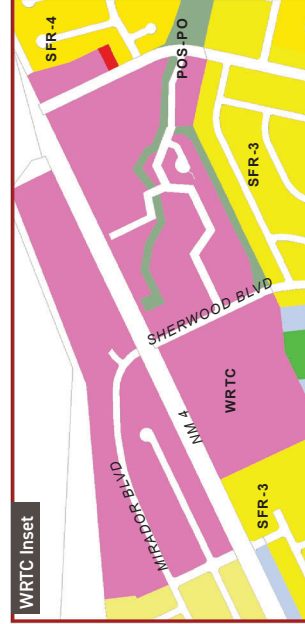 WRTC Inset
SFR-4
POS-PO
SFR-3
SHERWOOD BLVD
WRTC
NM 4
MIRADOR BLVD
SFR-3